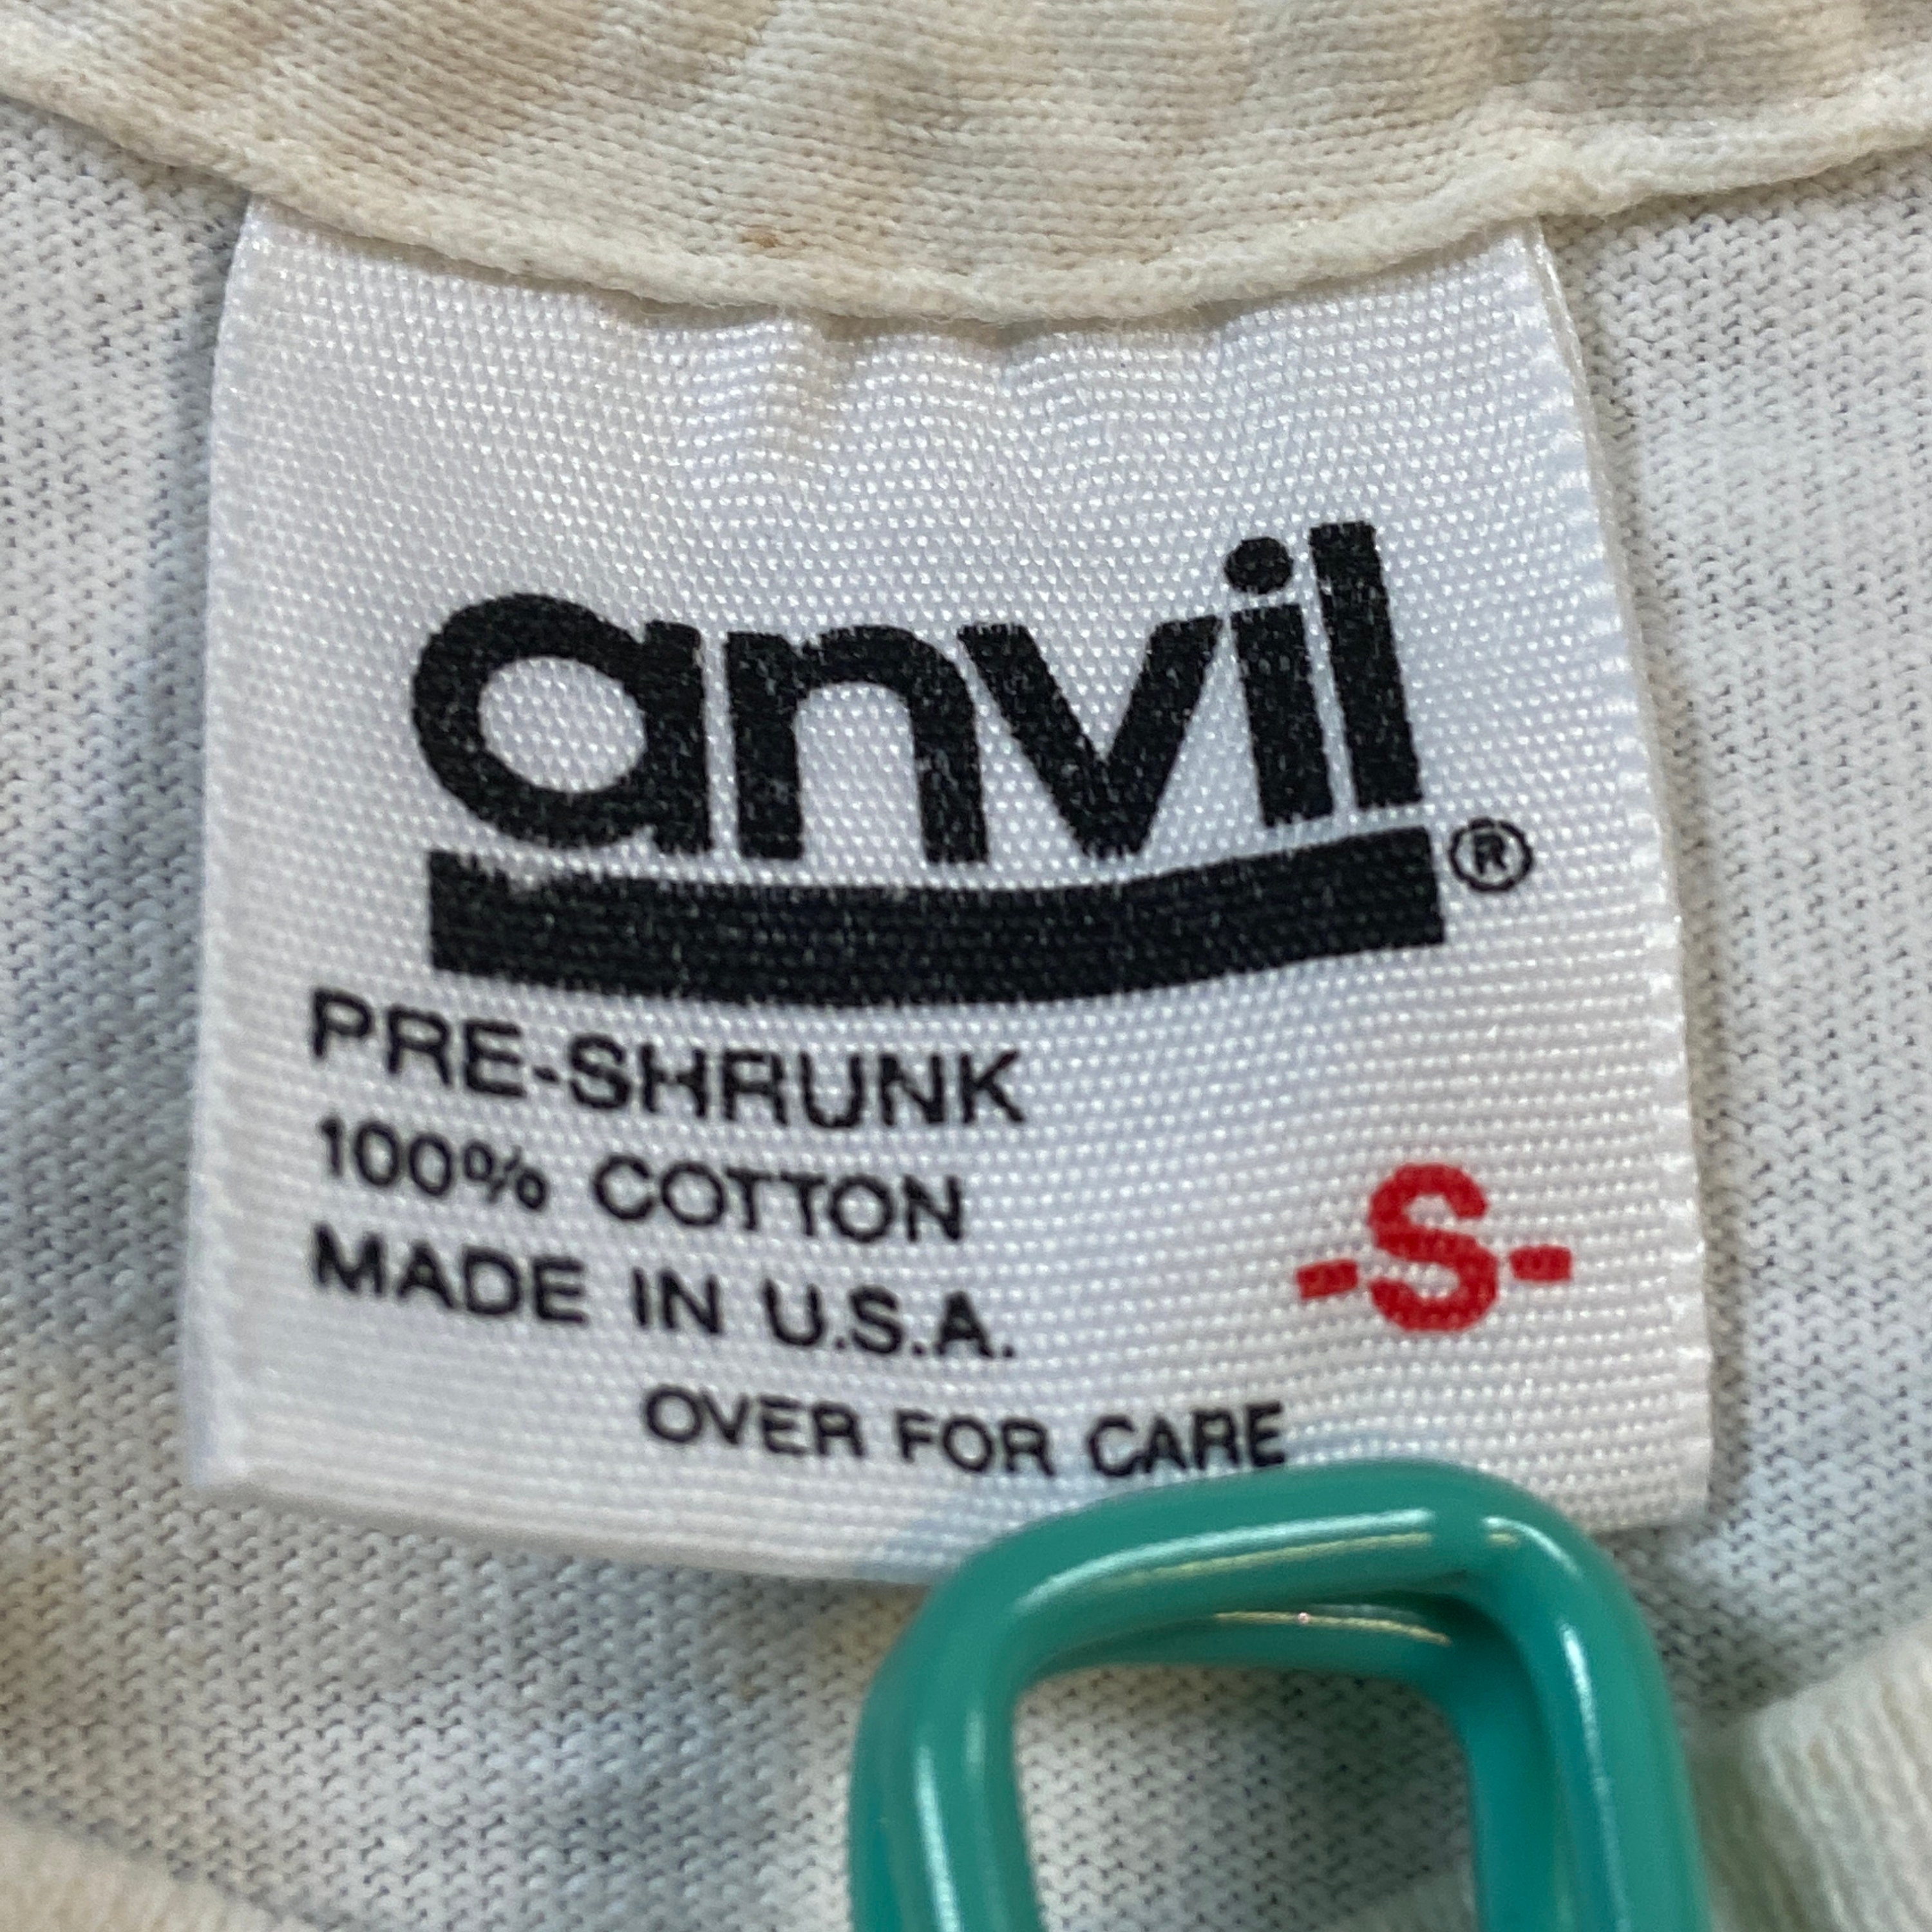 anvil®
PRE-SHRUNK
100% COTTON
MADE IN U.S.A.
-S-
OVER FOR CARE